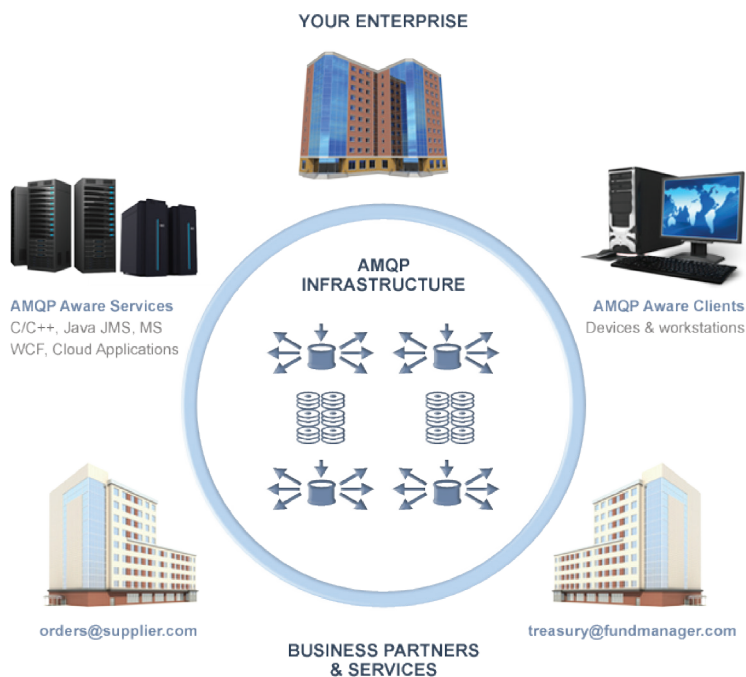 YOUR ENTERPRISE
AMQP
INFRASTRUCTURE
AMQP Aware Services
C/C++, Java JMS, MS
WCF, Cloud Applications
AMQP Aware Clients
Devices & workstations
orders@supplier.com
treasury@fundmanager.com
BUSINESS PARTNERS
& SERVICES